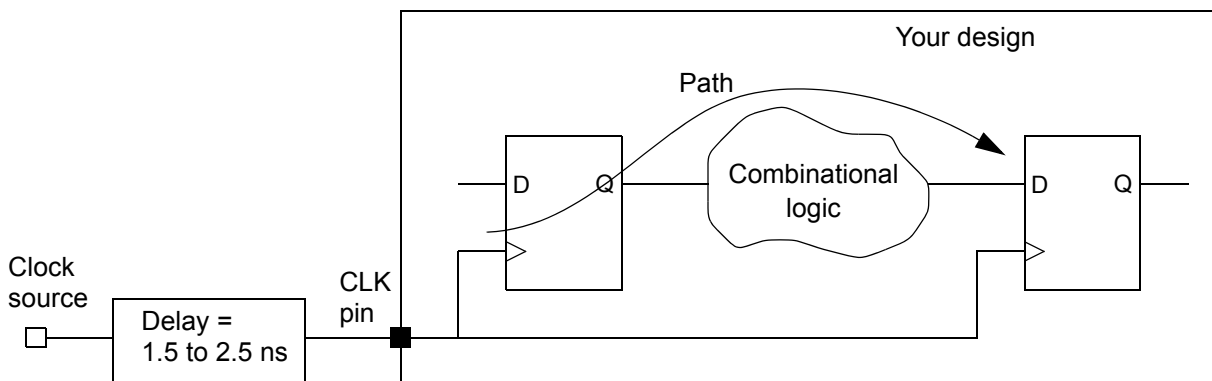 Your design
Path
D
Q
Combinational
logic
D
Q
Clock
source
CLK
pin
Delay =
1.5 to 2.5 ns